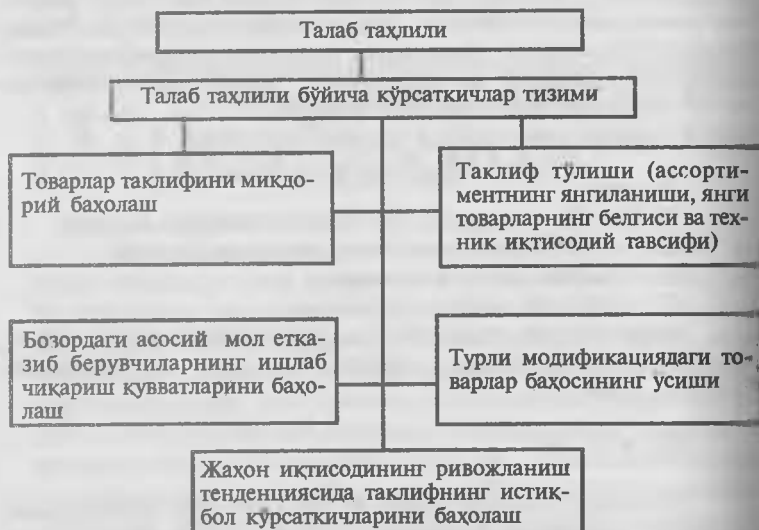 Талаб таҳлили
Талаб таҳлили бўйича кўрсаткичлар тизими
Товарлар таклифини миқдо-
рий баҳолаш
Таклиф тўлиши (ассорти-
ментнинг янгиланиши, янги
товарларнинг белгиси ва тех-
ник иқтисодий тавсифи)
Бозордаги асосий мол етка-
зиб берувчиларнинг ишлаб
чиқариш қувватларини баҳо-
лаш
Турли модификациядаги то-
варлар баҳосининг усиши
Жаҳон иқтисодининг ривожланиш
тенденциясида таклифнинг истиқ-
бол кўрсаткичларини баҳолаш